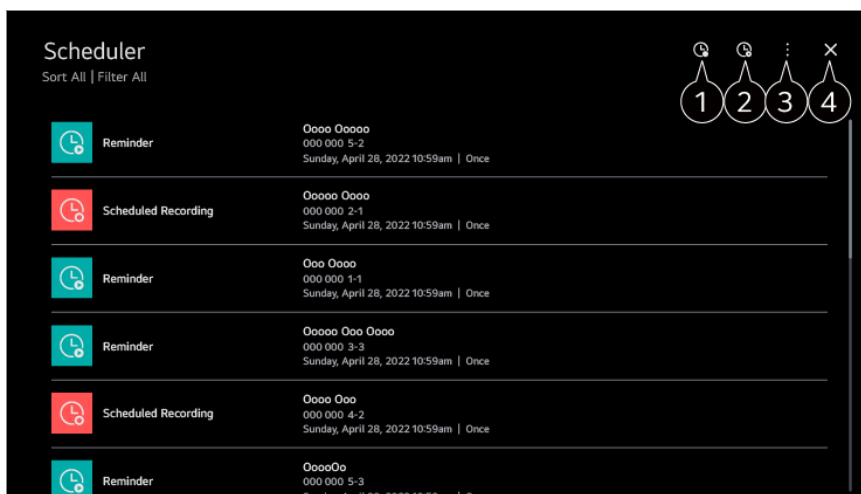 Scheduler
Sort All | Filter All
1 2 3 4
Reminder
Oooo Ooooo
000 000 5-2
Sunday, April 28, 2022 10:59am | Once
Scheduled Recording
Ooooo Oooo
000 000 2-1
Sunday, April 28, 2022 10:59am | Once
Reminder
Ooo Oooo
000 000 1-1
Sunday, April 28, 2022 10:59am | Once
Reminder
Ooooo Ooo Oooo
000 000 3-3
Sunday, April 28, 2022 10:59am | Once
Scheduled Recording
Oooo Ooo
000 000 4-2
Sunday, April 28, 2022 10:59am | Once
Reminder
OoooOo
000 000 5-3